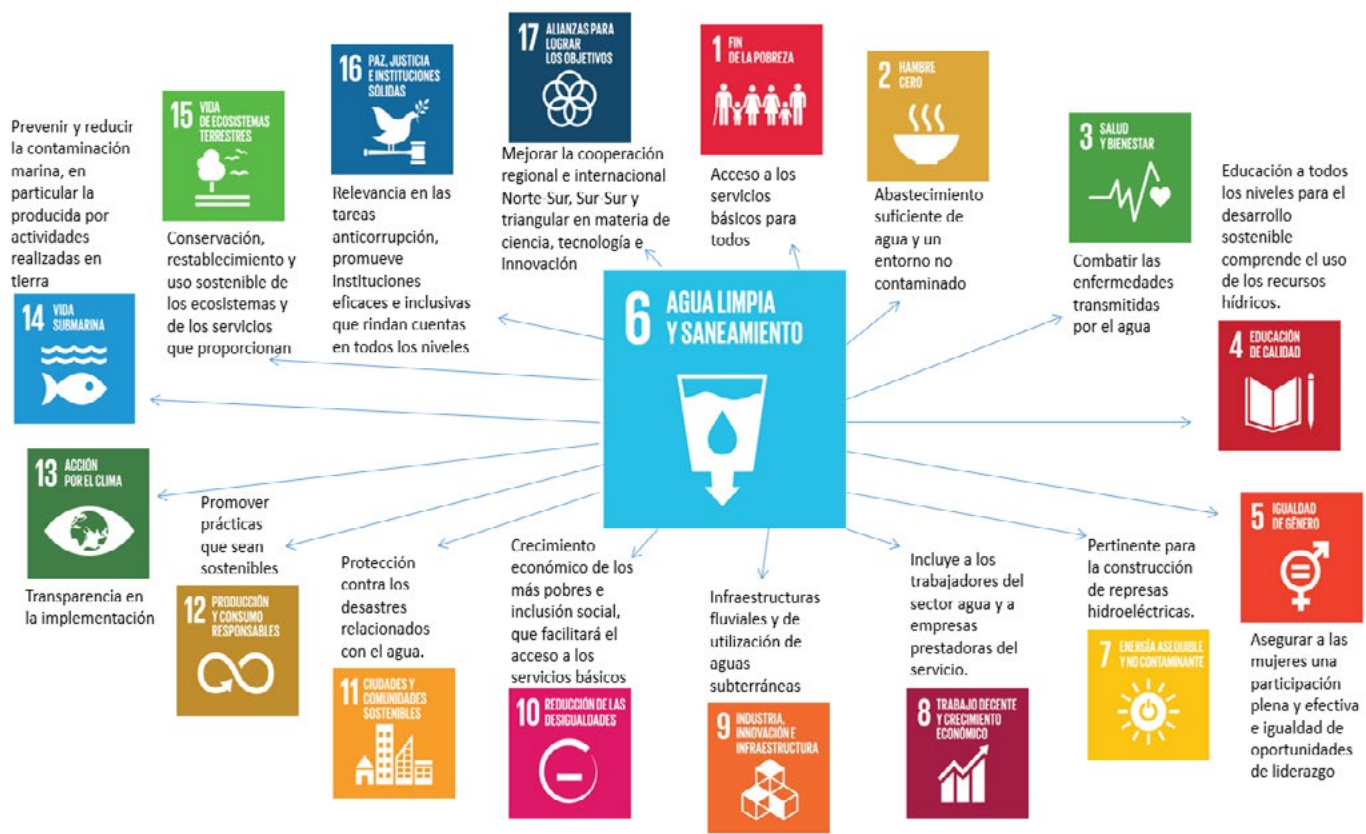 17 ALIANZAS PARA
LOGRAR
LOS OBJETIVOS
Mejorar la cooperación
regional e internacional
Norte-Sur, Sur-Sur y
triangular en materia de
ciencia, tecnología e
Innovación
1 FIN
DE LA POBREZA
Acceso a los
servicios
básicos para
todos
2 HAMBRE
CERO
Abastecimiento
suficiente de
agua y un
entorno no
contaminado
3 SALUD
Y BIENESTAR
Combatir las
enfermedades
transmitidas
por el agua
Educación a todos
los niveles para el
desarrollo
sostenible
comprende el uso
de los recursos
hídricos.
4 EDUCACIÓN
DE CALIDAD
5 IGUALDAD
DE GÉNERO
Asegurar a las
mujeres una
participación
plena y efectiva
e igualdad de
oportunidades
de liderazgo
6 AGUA LIMPIA
Y SANEAMIENTO
Pertinente para
la construcción
de represas
hidroeléctricas.
7 ENERGÍA ASEQUIBLE
Y NO CONTAMINANTE
Incluye a los
trabajadores del
sector agua y a
empresas
prestadoras del
servicio.
8 TRABAJO DECENTE
Y CRECIMIENTO
ECONÓMICO
Infraestructuras
fluviales y de
utilización de
aguas
subterráneas
9 INDUSTRIA,
INNOVACIÓN E
INFRAESTRUCTURA
Crecimiento
económico de los
más pobres e
inclusión social,
que facilitará el
acceso a los
servicios básicos
10 REDUCCIÓN DE LAS
DESIGUALDADES
Protección
contra los
desastres
relacionados
con el agua.
11 CIUDADES Y
COMUNIDADES
SOSTENIBLES
Promover
prácticas
que sean
sostenibles
12 PRODUCCIÓN
Y CONSUMO
RESPONSABLES
13 ACCIÓN
POR EL CLIMA
Transparencia en
la implementación
Prevenir y reducir
la contaminación
marina, en
particular la
producida por
actividades
realizadas en
tierra
14 VIDA
SUBMARINA
15 VIDA
DE ECOSISTEMAS
TERRESTRES
Conservación,
restablecimiento y
uso sostenible de
los ecosistemas y
de los servicios
que proporcionan
16 PAZ, JUSTICIA
E INSTITUCIONES
SÓLIDAS
Relevancia en las
tareas
anticorrupción,
promueve
Instituciones
eficaces e inclusivas
que rindan cuentas
en todos los niveles